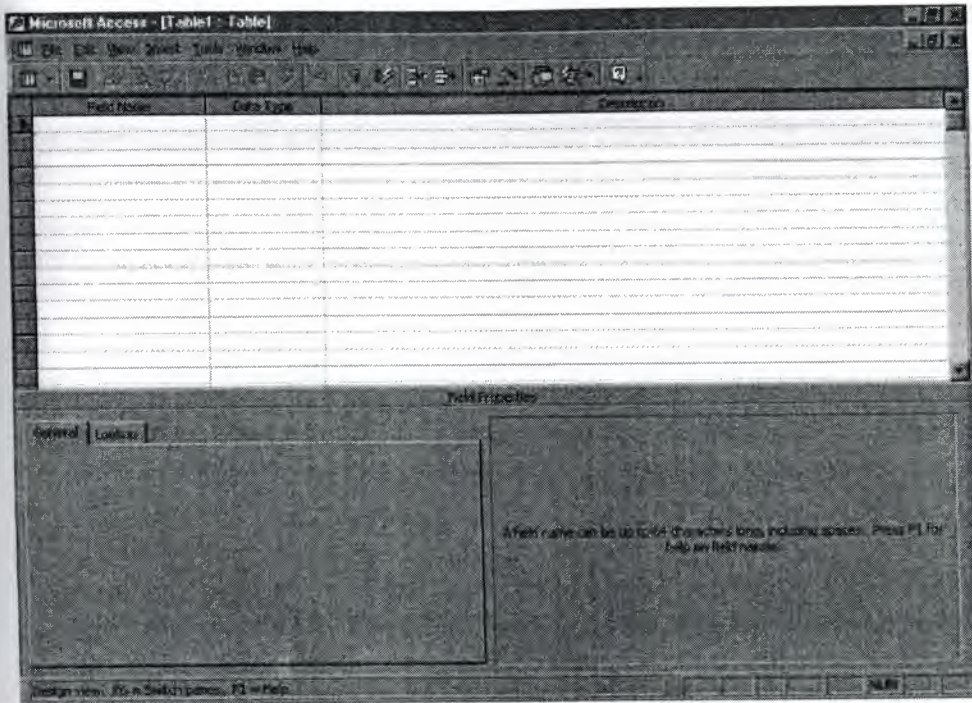 Microsoft Access - [Table1 : Table]
File Edit View Insert Tools Window Help
Field Name Data Type Description
Field Properties
General Lookup
A field name can be up to 64 characters long, including spaces. Press F1 for
help on field names.
Design view. F6 = Switch panes. F1 = Help. NUM